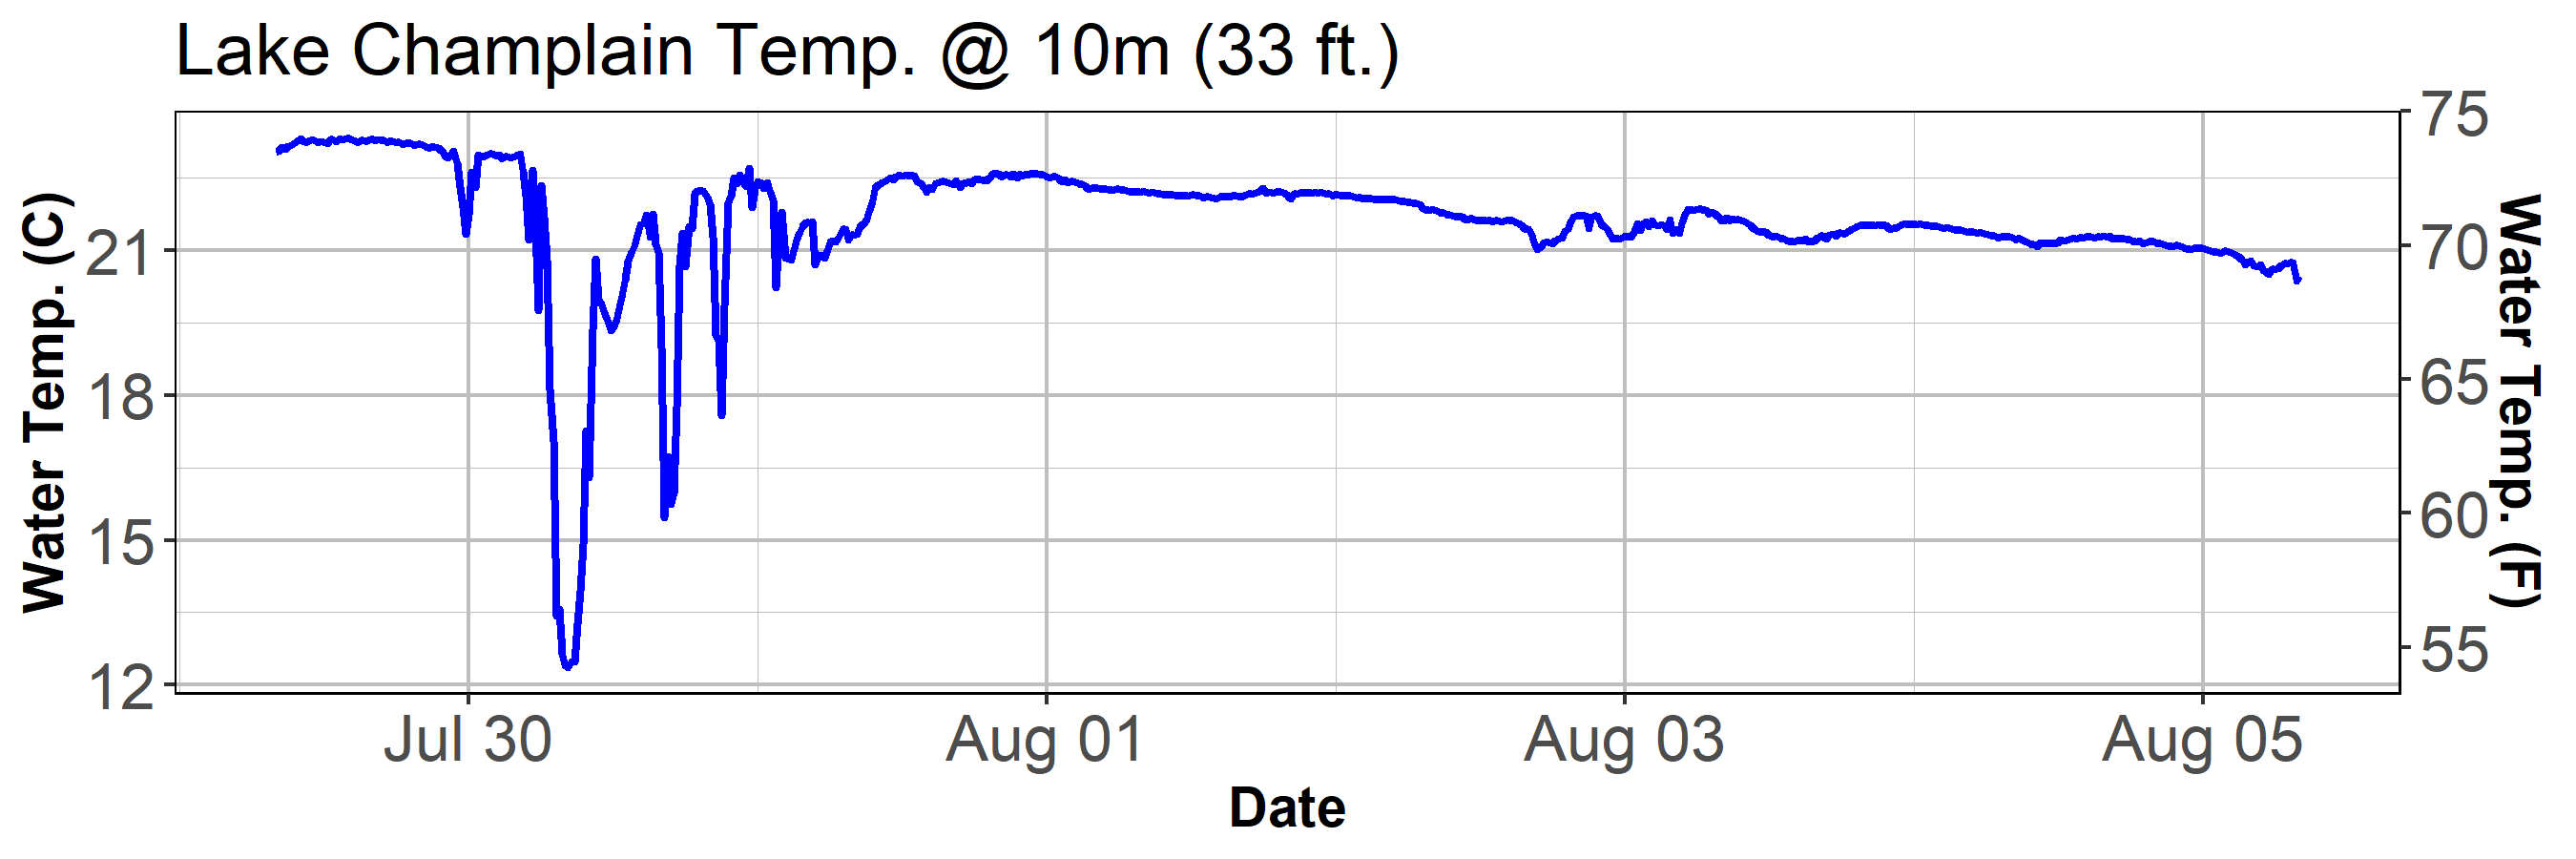 Lake Champlain Temp. @ 10m (33 ft.)
Water Temp. (C)
21
18
15
12
75
70
65
60
55
Water Temp. (F)
Jul 30
Aug 01
Aug 03
Aug 05
Date